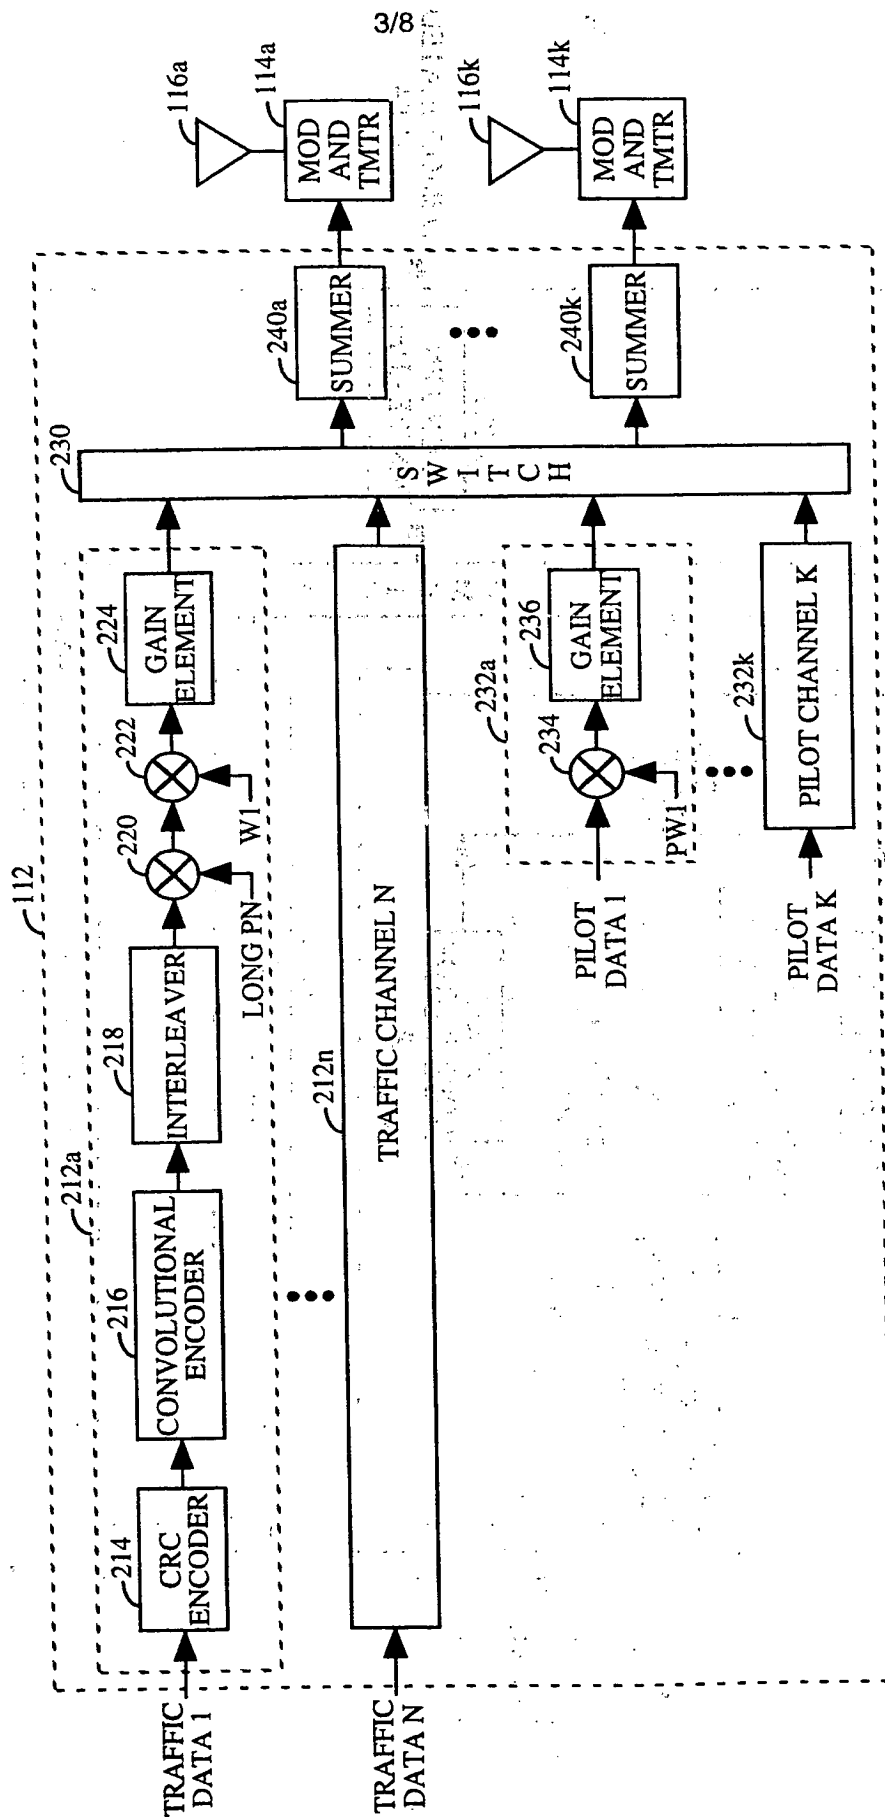 3/8
112
212a
TRAFFIC
DATA 1
214
CRC
ENCODER
216
CONVOLUTIONAL
ENCODER
218
INTERLEAVER
220
LONG PN
222
W1
224
GAIN
ELEMENT
230
SWITCH
240a
SUMMER
116a
114a
MOD
AND
TMTR
TRAFFIC
DATA N
212n
TRAFFIC CHANNEL N
PILOT
DATA 1
232a
234
PW1
236
GAIN
ELEMENT
240k
SUMMER
116k
114k
MOD
AND
TMTR
PILOT
DATA K
232k
PILOT CHANNEL K